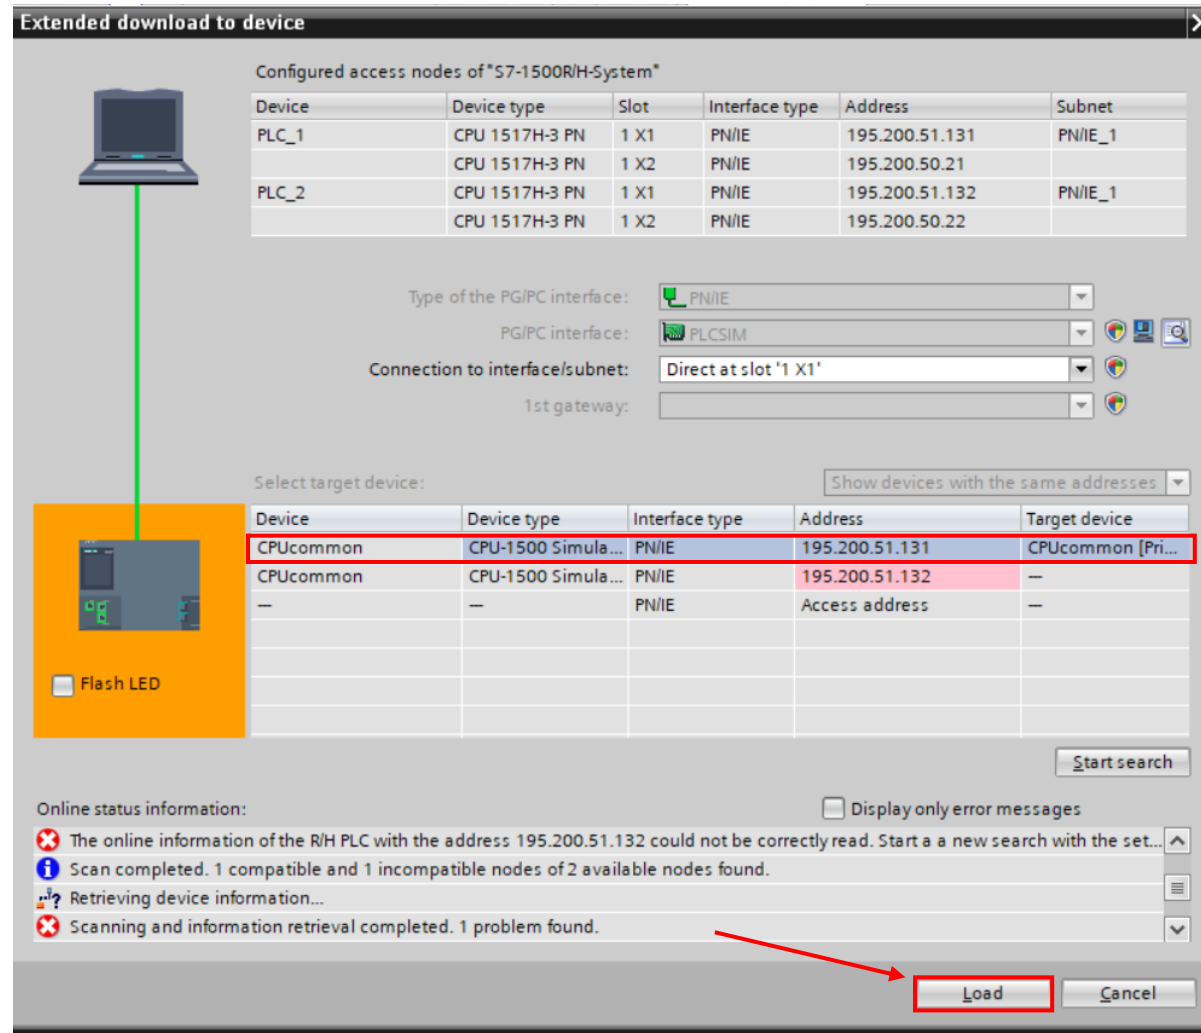 Extended download to device
Configured access nodes of "S7-1500R/H-System"
Device Device type Slot Interface type Address Subnet
PLC_1 CPU 1517H-3 PN 1 X1 PN/IE 195.200.51.131 PN/IE_1
CPU 1517H-3 PN 1 X2 PN/IE 195.200.50.21
PLC_2 CPU 1517H-3 PN 1 X1 PN/IE 195.200.51.132 PN/IE_1
CPU 1517H-3 PN 1 X2 PN/IE 195.200.50.22
Type of the PG/PC interface: PN/IE
PG/PC interface: PLCSIM
Connection to interface/subnet: Direct at slot '1 X1'
1st gateway:
Select target device: Show devices with the same addresses
Device Device type Interface type Address Target device
CPUcommon CPU-1500 Simula... PN/IE 195.200.51.131 CPUcommon [Pri...
CPUcommon CPU-1500 Simula... PN/IE 195.200.51.132 —
— — PN/IE Access address —
Flash LED
Start search
Online status information: Display only error messages
The online information of the R/H PLC with the address 195.200.51.132 could not be correctly read. Start a a new search with the set...
Scan completed. 1 compatible and 1 incompatible nodes of 2 available nodes found.
Retrieving device information...
Scanning and information retrieval completed. 1 problem found.
Load Cancel